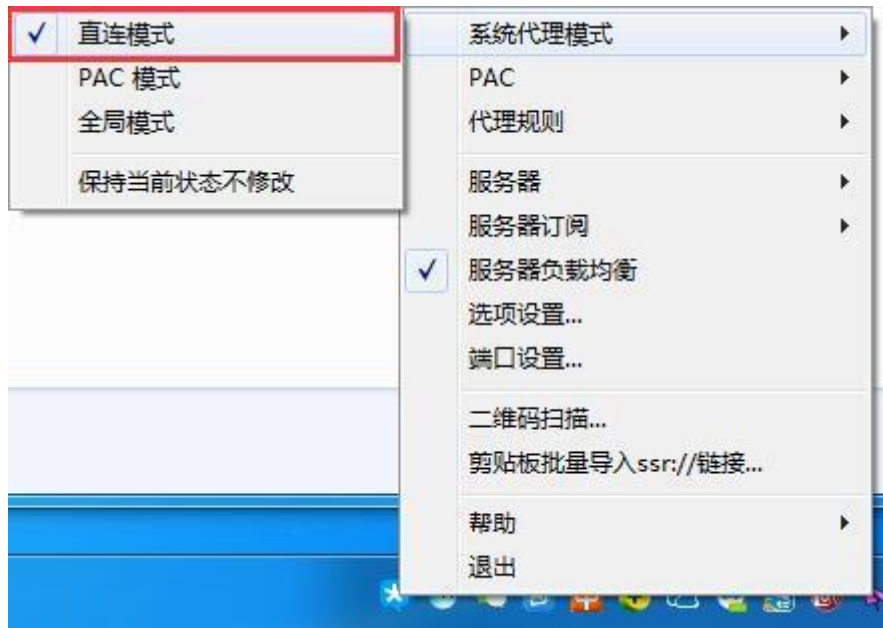 直连模式
PAC 模式
全局模式
保持当前状态不修改
系统代理模式
PAC
代理规则
服务器
服务器订阅
服务器负载均衡
选项设置...
端口设置...
二维码扫描...
剪贴板批量导入ssr://链接...
帮助
退出